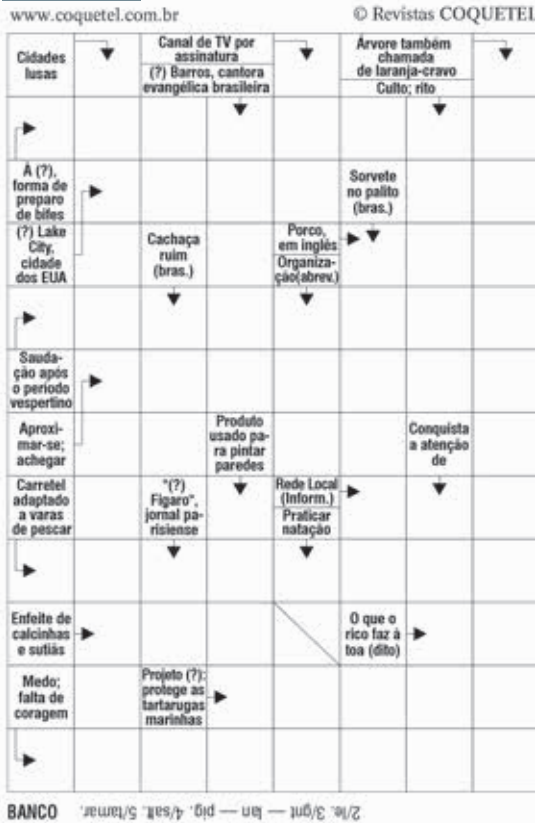 www.coquetel.com.br
© Revistas COQUETEL
Cidades
lusas
Canal de TV por
assinatura
(?) Barros, cantora
evangélica brasileira
Árvore também
chamada
de laranja-cravo
Culto; rito
À (?),
forma de
preparo
de bifes
Sorvete
no palito
(bras.)
(?) Lake
City,
cidade
dos EUA
Cachaça
ruim
(bras.)
Porco,
em inglês
Organiza-
ção(abrev.)
Sauda-
ção após
o período
vespertino
Aproxi-
mar-se;
achegar
Produto
usado pa-
ra pintar
paredes
Conquista
a atenção
de
Carretel
adaptado
a varas
de pescar
"(?)
Figaro",
jornal pa-
risiense
Rede Local
(Inform.)
Praticar
natação
Enfeite de
calcinhas
e sutiãs
O que o
rico faz à
toa (dito)
Medo;
falta de
coragem
Projeto (?):
protege as
tartarugas
marinhas
BANCO
2/le. 3/gnt — lan — pig. 4/salt. 5/tamar.